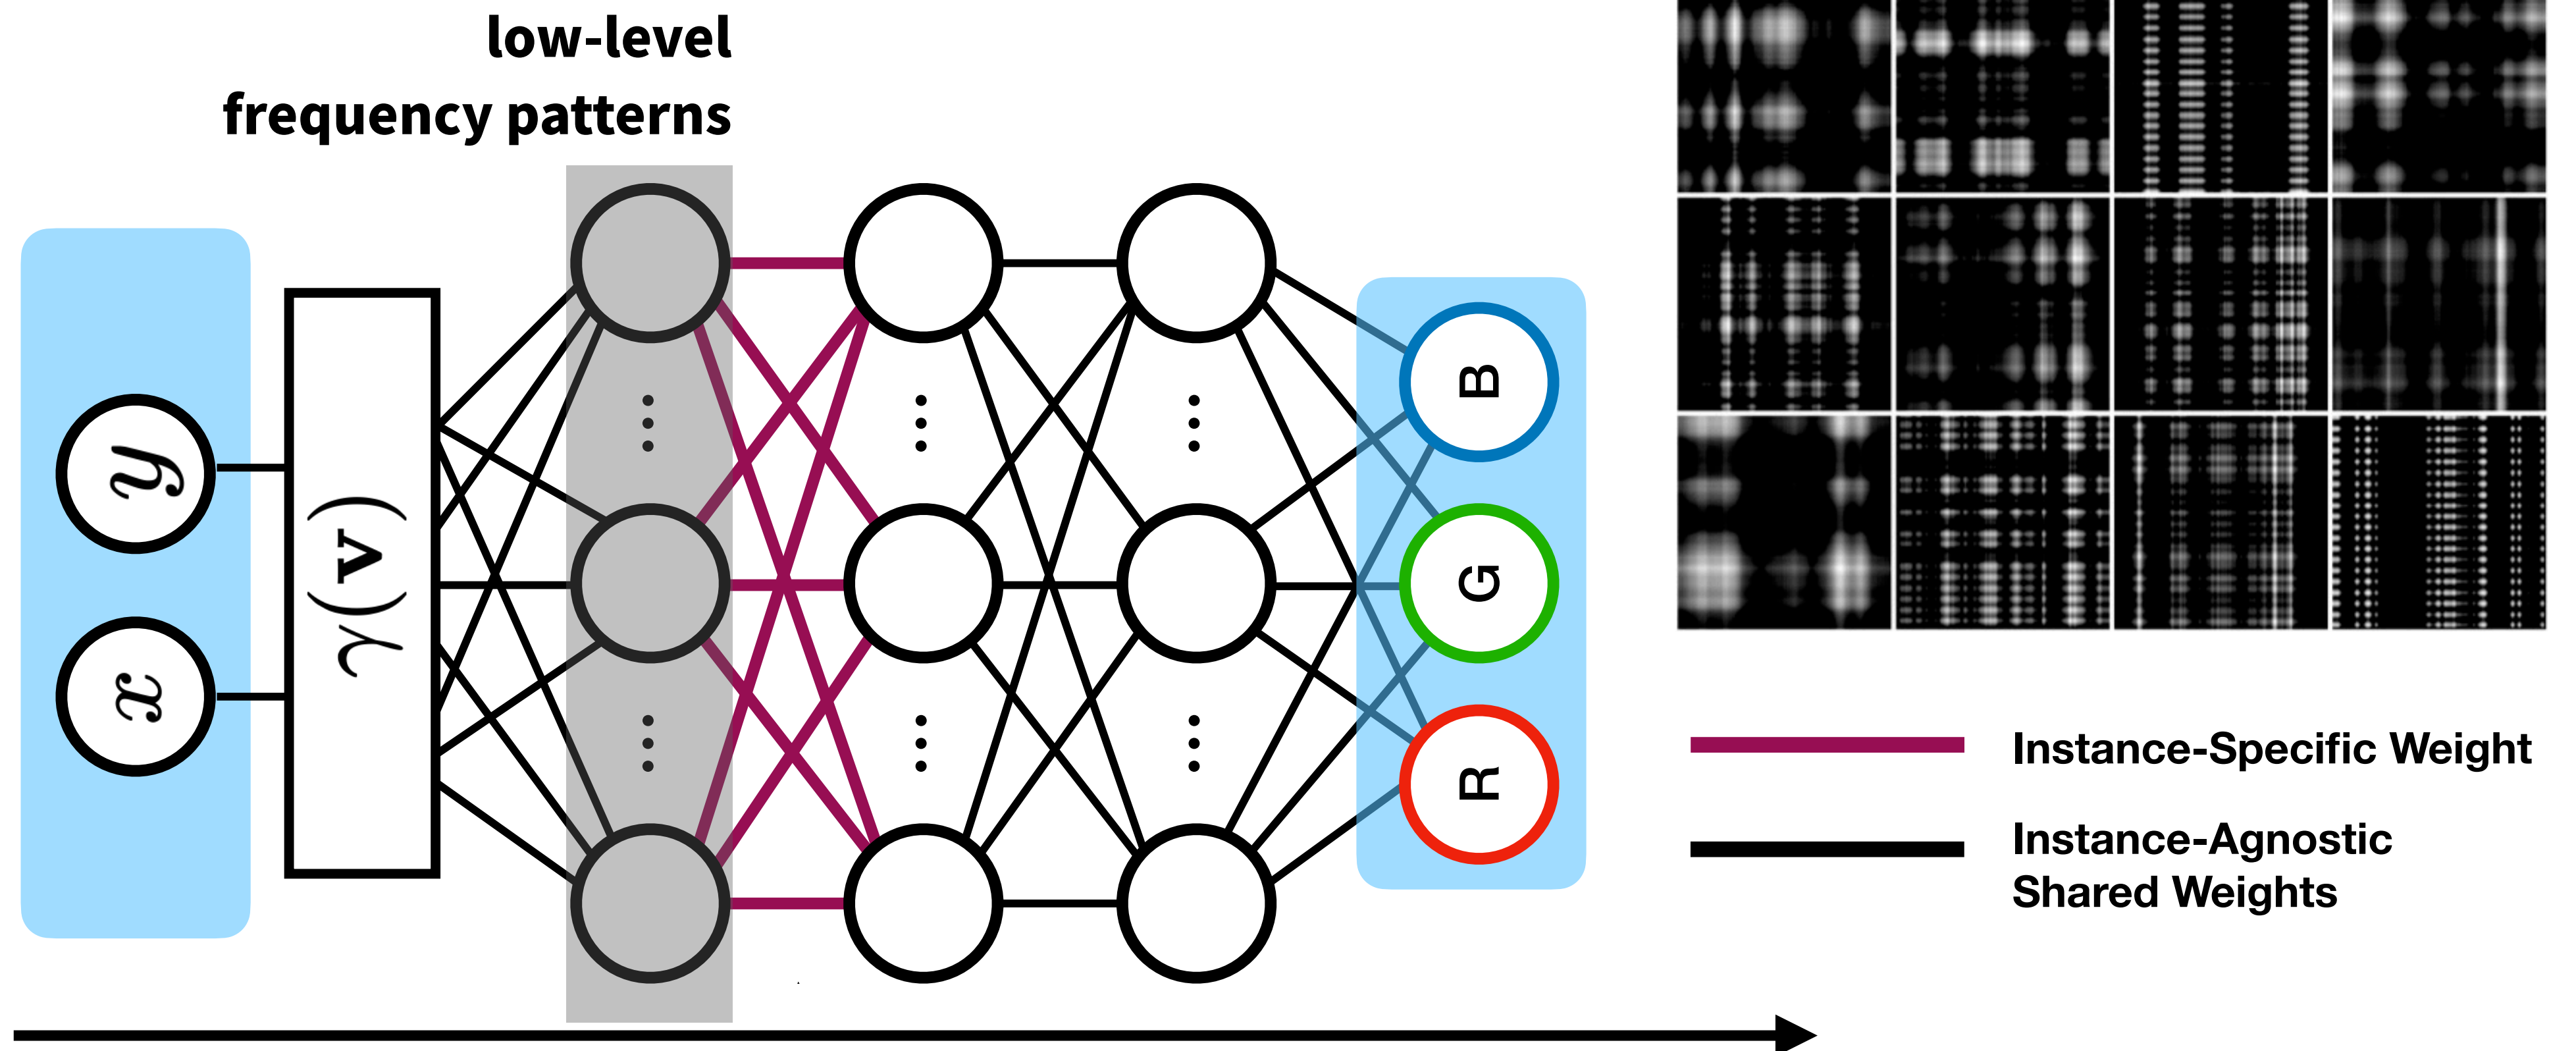 low-level
frequency patterns
y
x
γ(v)
B
G
R
Instance-Specific Weight
Instance-Agnostic
Shared Weights